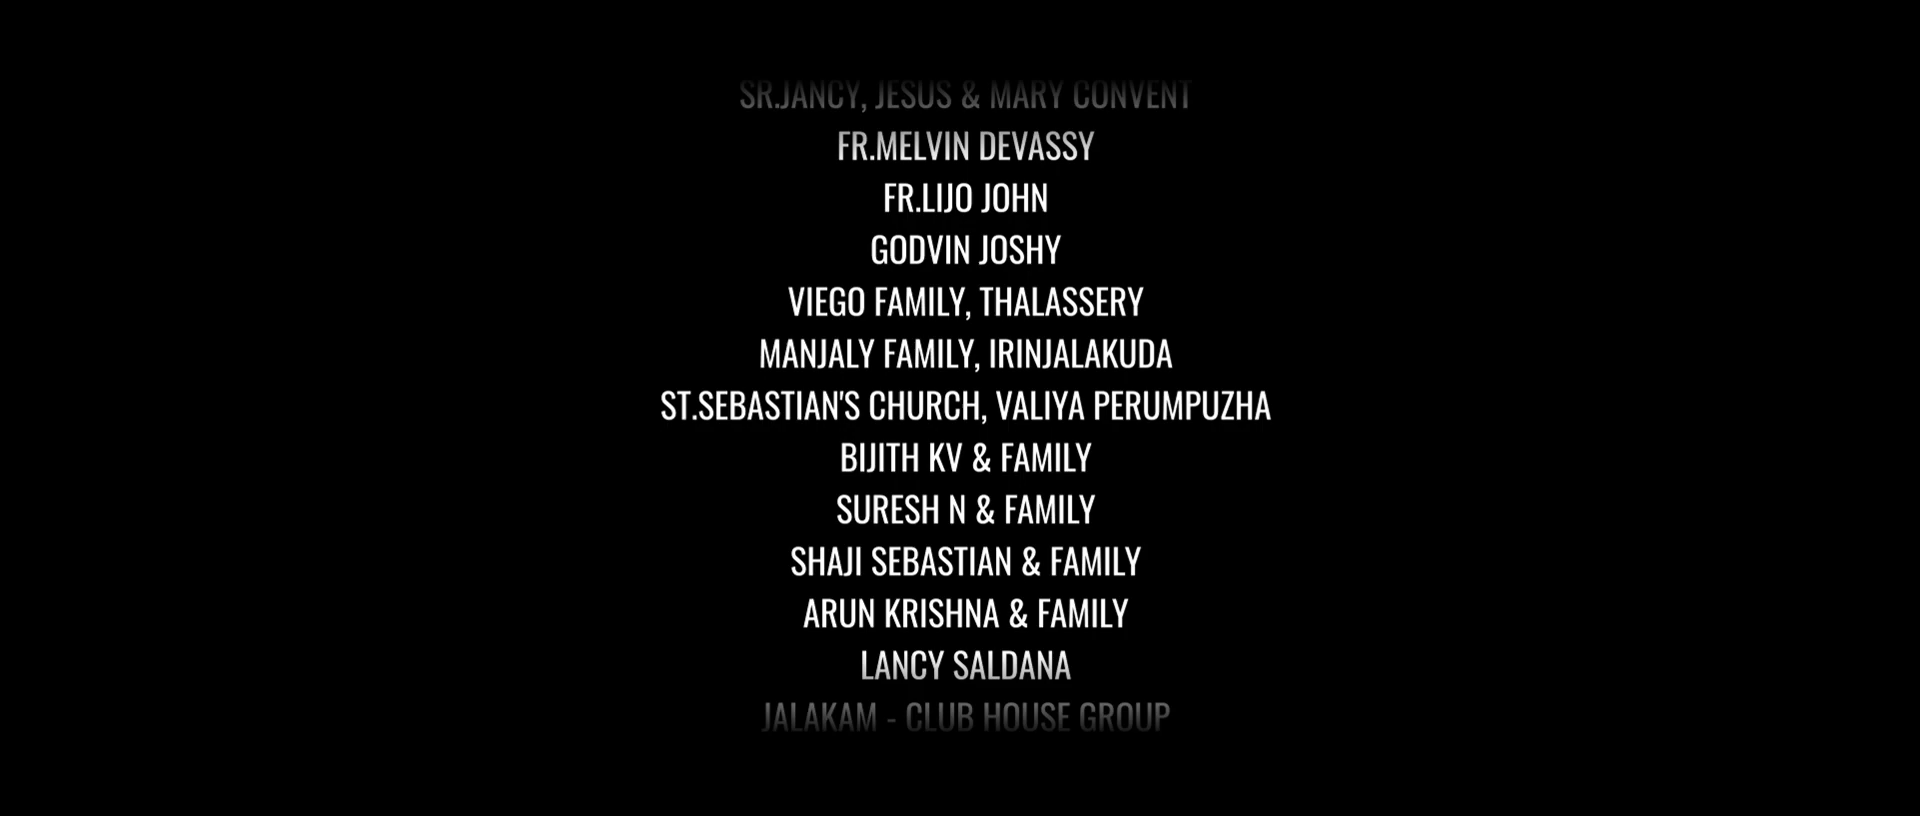 SR.JANCY, JESUS & MARY CONVENT
FR.MELVIN DEVASSY
FR.LIJO JOHN
GODVIN JOSHY
VIEGO FAMILY, THALASSERY
MANJALY FAMILY, IRINJALAKUDA
ST.SEBASTIAN'S CHURCH, VALIYA PERUMPUZHA
BIJITH KV & FAMILY
SURESH N & FAMILY
SHAJI SEBASTIAN & FAMILY
ARUN KRISHNA & FAMILY
LANCY SALDANA
JALAKAM - CLUB HOUSE GROUP